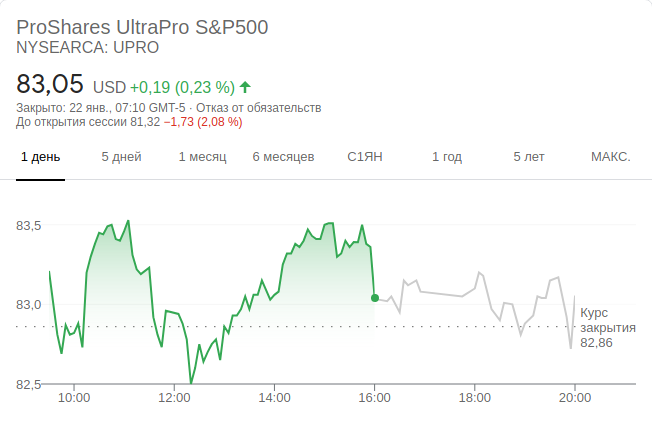 ProShares UltraPro S&P500
NYSEARCA: UPRO
83,05 USD +0,19 (0,23 %)
Закрыто: 22 янв., 07:10 GMT-5 · Отказ от обязательств
До открытия сессии 81,32 −1,73 (2,08 %)
1 день 5 дней 1 месяц 6 месяцев С1ЯН 1 год 5 лет МАКС.
83,5
83,0
Курс
закрытия
82,86
82,5
10:00 12:00 14:00 16:00 18:00 20:00